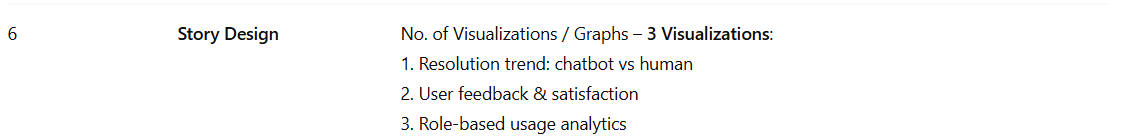 6 Story Design No. of Visualizations / Graphs – 3 Visualizations:
1. Resolution trend: chatbot vs human
2. User feedback & satisfaction
3. Role-based usage analytics